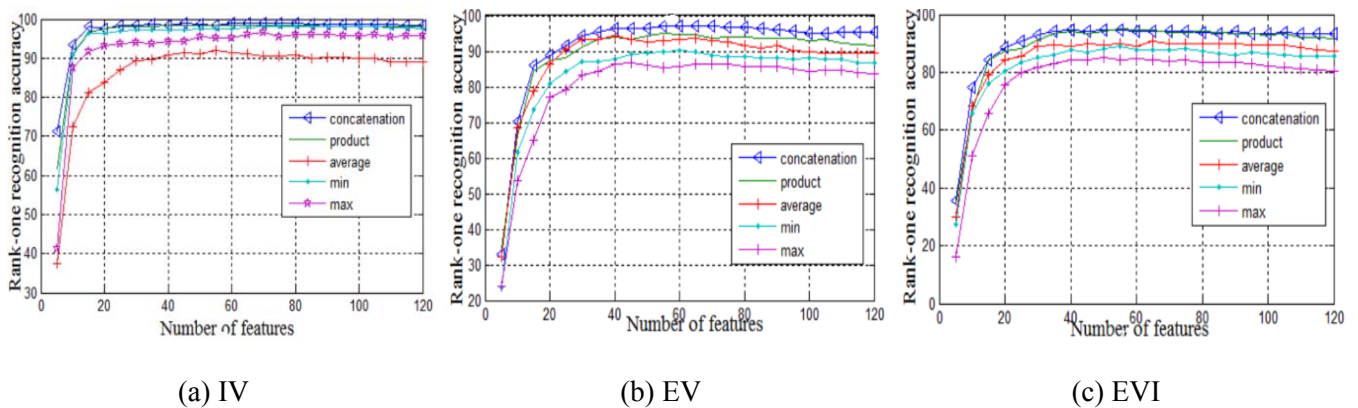 Rank-one recognition accuracy
100
90
80
70
60
50
40
30
0 20 40 60 80 100 120
Number of features
concatenation
product
average
min
max
(a) IV
Rank-one recognition accuracy
100
90
80
70
60
50
40
30
20
0 20 40 60 80 100 120
Number of features
concatenation
product
average
min
max
(b) EV
Rank-one recognition accuracy
100
80
60
40
20
0
0 20 40 60 80 100 120
Number of features
concatenation
product
average
min
max
(c) EVI